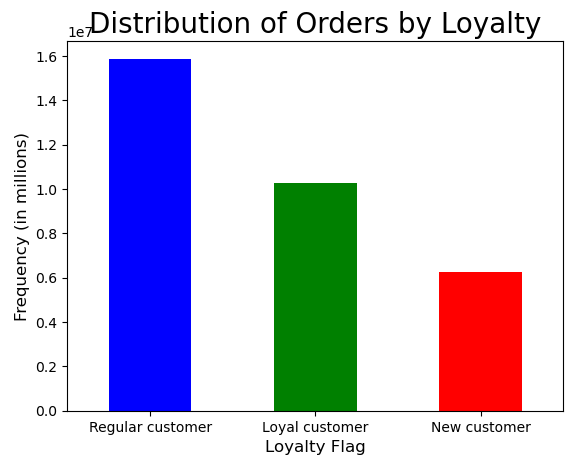 Distribution of Orders by Loyalty
1e7
1.6
1.4
1.2
1.0
0.8
0.6
0.4
0.2
0.0
Frequency (in millions)
Regular customer Loyal customer New customer
Loyalty Flag